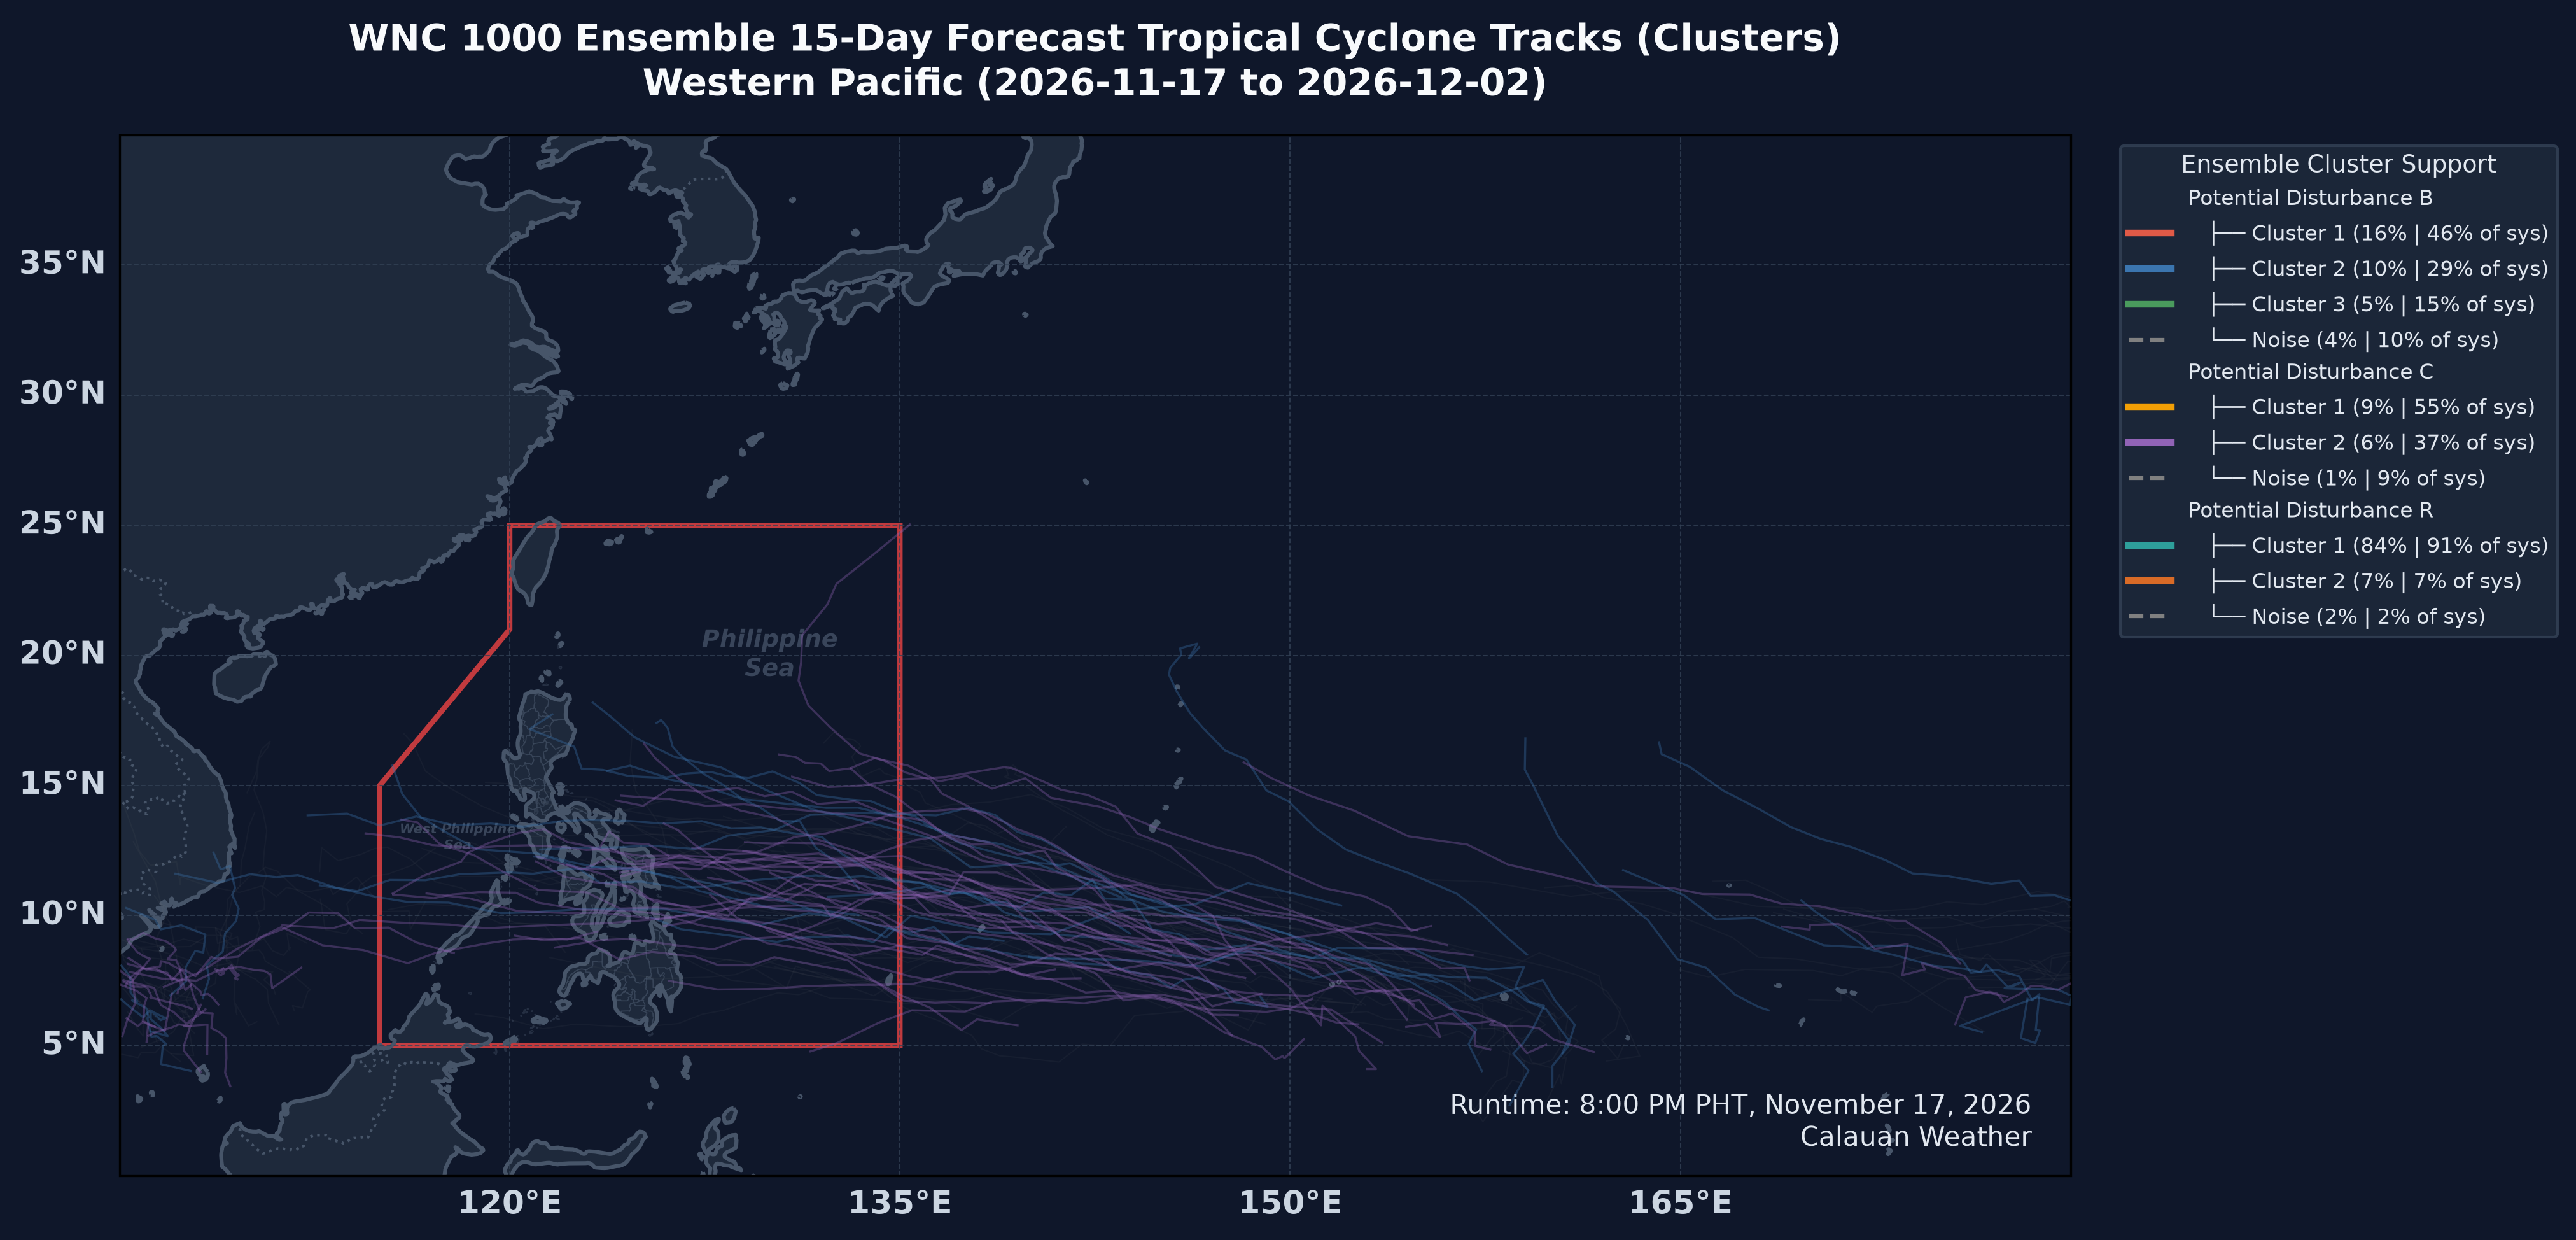 WNC 1000 Ensemble 15-Day Forecast Tropical Cyclone Tracks (Clusters)
Western Pacific (2026-11-17 to 2026-12-02)
Ensemble Cluster Support
Potential Disturbance B
Cluster 1 (16% | 46% of sys)
Cluster 2 (10% | 29% of sys)
Cluster 3 (5% | 15% of sys)
Noise (4% | 10% of sys)
Potential Disturbance C
Cluster 1 (9% | 55% of sys)
Cluster 2 (6% | 37% of sys)
Noise (1% | 9% of sys)
Potential Disturbance R
Cluster 1 (84% | 91% of sys)
Cluster 2 (7% | 7% of sys)
Noise (2% | 2% of sys)
35°N
30°N
25°N
20°N
15°N
10°N
5°N
Philippine
Sea
West Philippine
Sea
Runtime: 8:00 PM PHT, November 17, 2026
Calauan Weather
120°E
135°E
150°E
165°E